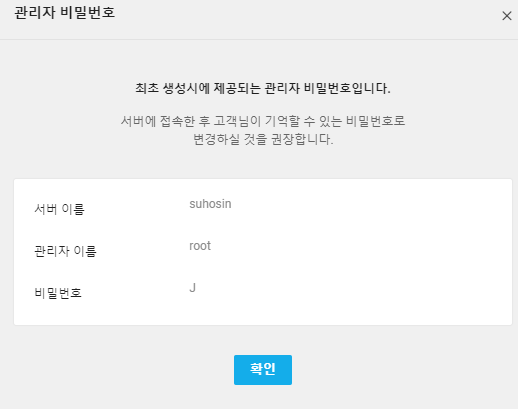 관리자 비밀번호
최초 생성시에 제공되는 관리자 비밀번호입니다.
서버에 접속한 후 고객님이 기억할 수 있는 비밀번호로
변경하실 것을 권장합니다.
서버 이름 suhosin
관리자 이름 root
비밀번호 J
확인